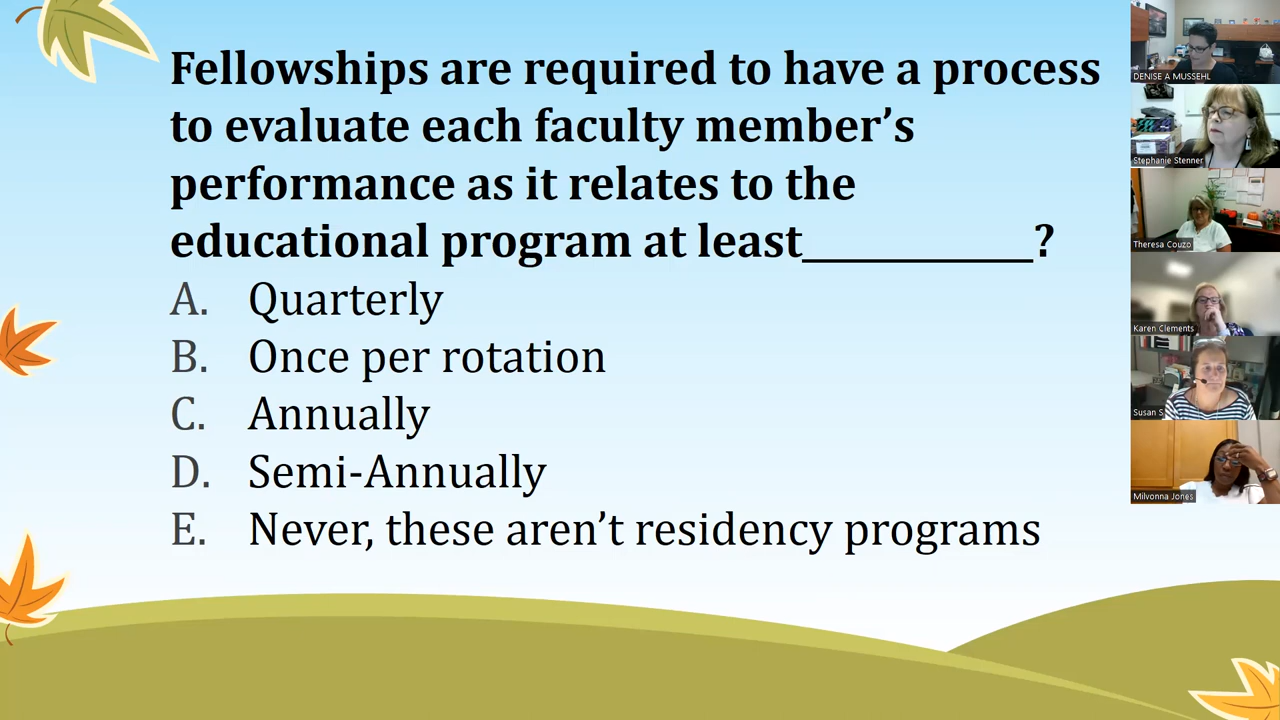 Fellowships are required to have a process
to evaluate each faculty member’s
performance as it relates to the
educational program at least____________?
A. Quarterly
B. Once per rotation
C. Annually
D. Semi-Annually
E. Never, these aren’t residency programs
DENISE A MUSSEHL
Stephanie Stenner
Theresa Couzo
Karen Clements
Susan S
Milvonna Jones